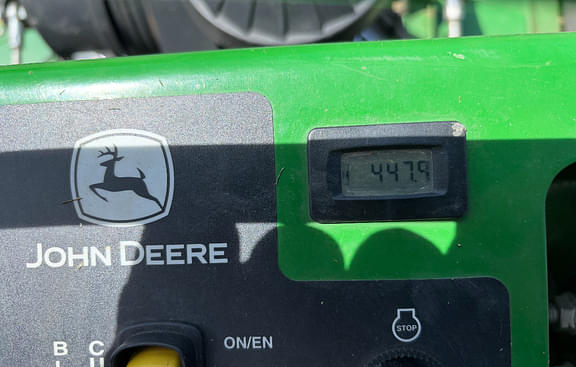 447.9
JOHN DEERE
STOP
ON/EN
B C